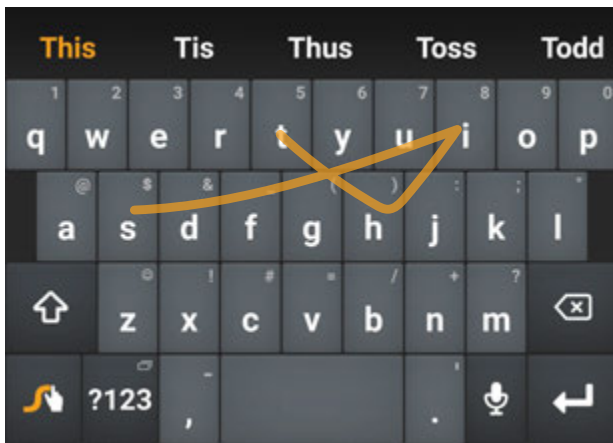 This Tis Thus Toss Todd
1 2 3 4 5 6 7 8 9 0
q w e r t y u i o p
@ $ & _ ( ) : ; "
a s d f g h j k l
! # = / + ?
z x c v b n m
?123 , _ . '